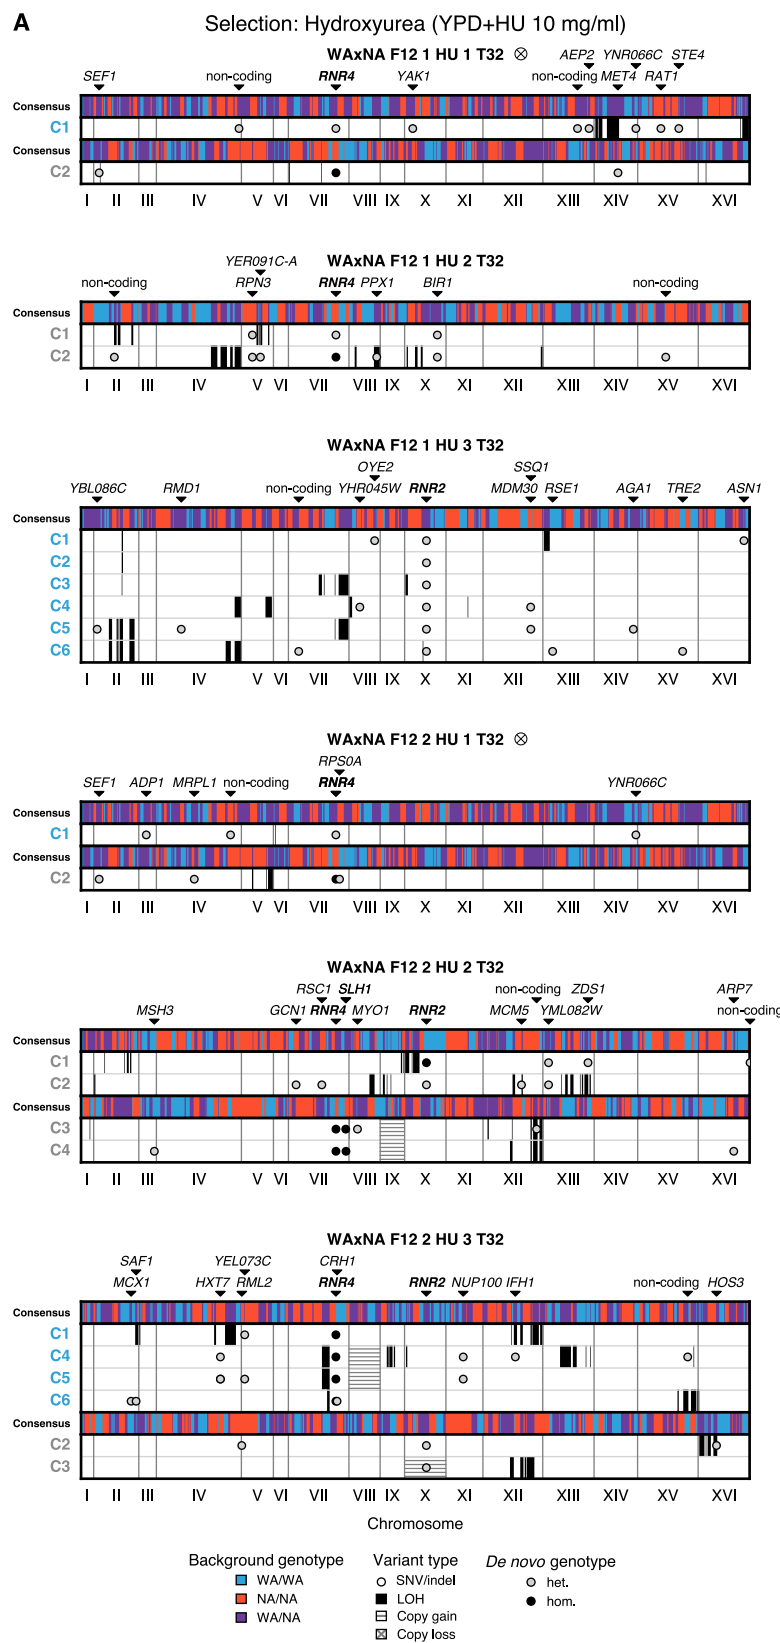 A
Selection: Hydroxyurea (YPD+HU 10 mg/ml)
WAxNA F12 1 HU 1 T32 ⊗
AEP2 YNR066C STE4
SEF1 non-coding RNR4 YAK1 non-coding MET4 RAT1
Consensus
C1
Consensus
C2
I II III IV V VI VII VIII IX X XI XII XIII XIV XV XVI
WAxNA F12 1 HU 2 T32
YER091C-A
non-coding RPN3 RNR4 PPX1 BIR1 non-coding
Consensus
C1
C2
I II III IV V VI VII VIII IX X XI XII XIII XIV XV XVI
WAxNA F12 1 HU 3 T32
OYE2 SSQ1
YBL086C RMD1 non-coding YHR045W RNR2 MDM30 RSE1 AGA1 TRE2 ASN1
Consensus
C1
C2
C3
C4
C5
C6
I II III IV V VI VII VIII IX X XI XII XIII XIV XV XVI
WAxNA F12 2 HU 1 T32 ⊗
RPS0A
SEF1 ADP1 MRPL1 non-coding RNR4 YNR066C
Consensus
C1
Consensus
C2
I II III IV V VI VII VIII IX X XI XII XIII XIV XV XVI
WAxNA F12 2 HU 2 T32
RSC1 SLH1 non-coding ZDS1 ARP7
MSH3 GCN1 RNR4 MYO1 RNR2 MCM5 YML082W non-coding
Consensus
C1
C2
Consensus
C3
C4
I II III IV V VI VII VIII IX X XI XII XIII XIV XV XVI
WAxNA F12 2 HU 3 T32
SAF1 YEL073C CRH1
MCX1 HXT7 RML2 RNR4 RNR2 NUP100 IFH1 non-coding HOS3
Consensus
C1
C4
C5
C6
Consensus
C2
C3
I II III IV V VI VII VIII IX X XI XII XIII XIV XV XVI
Chromosome
Background genotype Variant type De novo genotype
WA/WA SNV/indel het.
NA/NA LOH hom.
WA/NA Copy gain
Copy loss